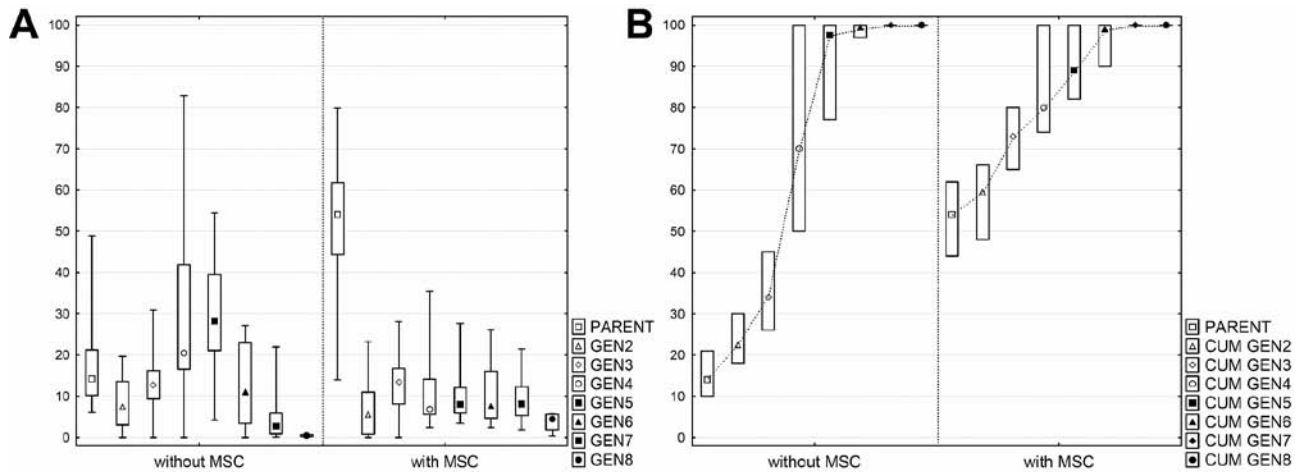 A
100
90
80
70
60
50
40
30
20
10
0
without MSC
with MSC
PARENT
GEN2
GEN3
GEN4
GEN5
GEN6
GEN7
GEN8
B
100
90
80
70
60
50
40
30
20
10
0
without MSC
with MSC
PARENT
CUM GEN2
CUM GEN3
CUM GEN4
CUM GEN5
CUM GEN6
CUM GEN7
CUM GEN8